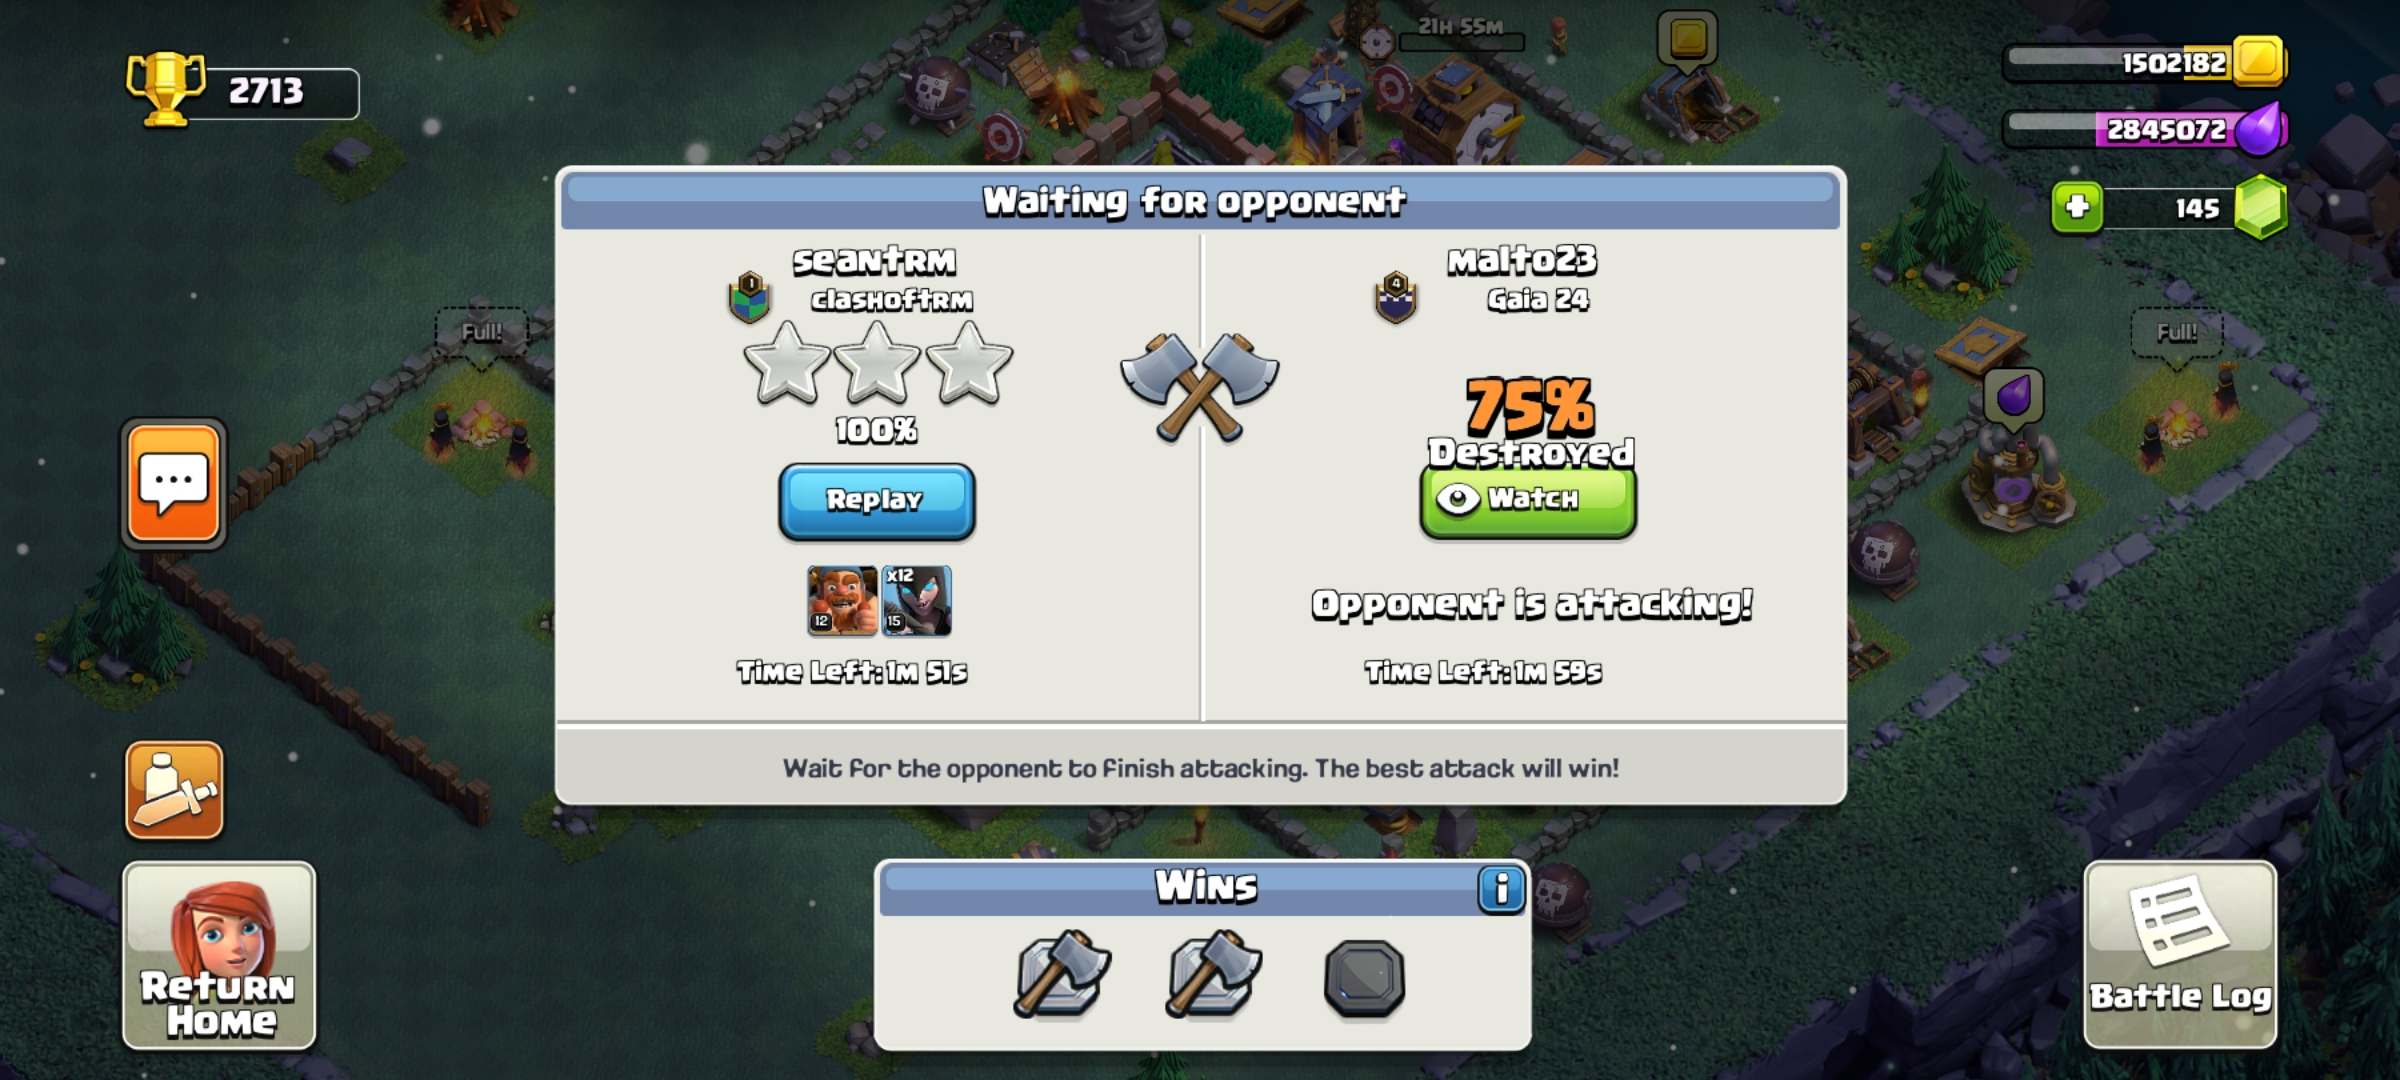 2713
21H 55M
1502182
2845072
145
Waiting for opponent
seantrm
1
clashoftrm
100%
Replay
x12
12
15
Time Left: 1M 51s
Malto23
4
Gaia 24
75%
Destroyed
Watch
Opponent is attacking!
Time Left: 1M 59s
Wait for the opponent to finish attacking. The best attack will win!
Full!
Full!
Wins
i
Return
Home
Battle Log